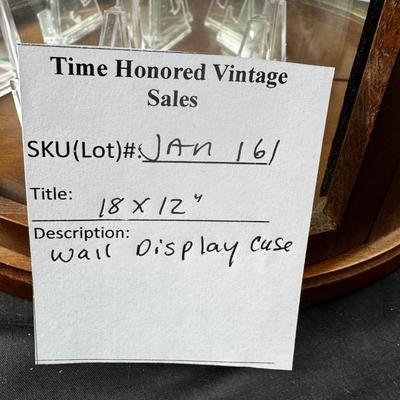 Time Honored Vintage
Sales
SKU(Lot)#: JAN 161
Title: 18 X 12"
Description:
Wall Display Case